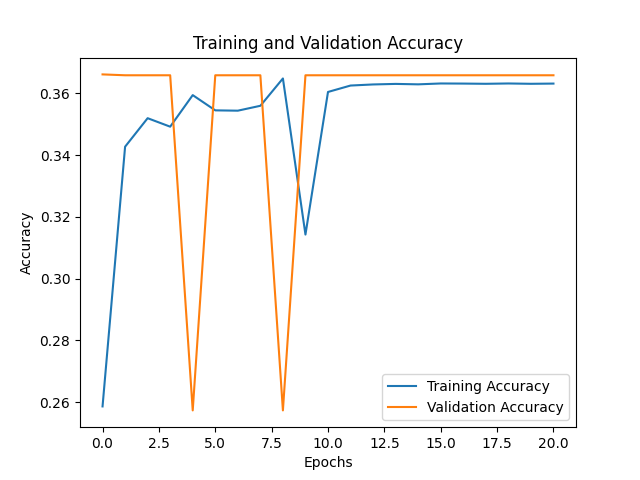 Training and Validation Accuracy
Accuracy
0.36
0.34
0.32
0.30
0.28
0.26
Training Accuracy
Validation Accuracy
0.0 2.5 5.0 7.5 10.0 12.5 15.0 17.5 20.0
Epochs